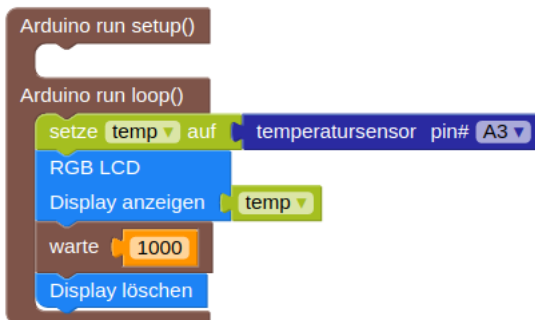 Arduino run setup()
Arduino run loop()
setze temp auf temperatursensor pin# A3
RGB LCD
Display anzeigen temp
warte 1000
Display löschen